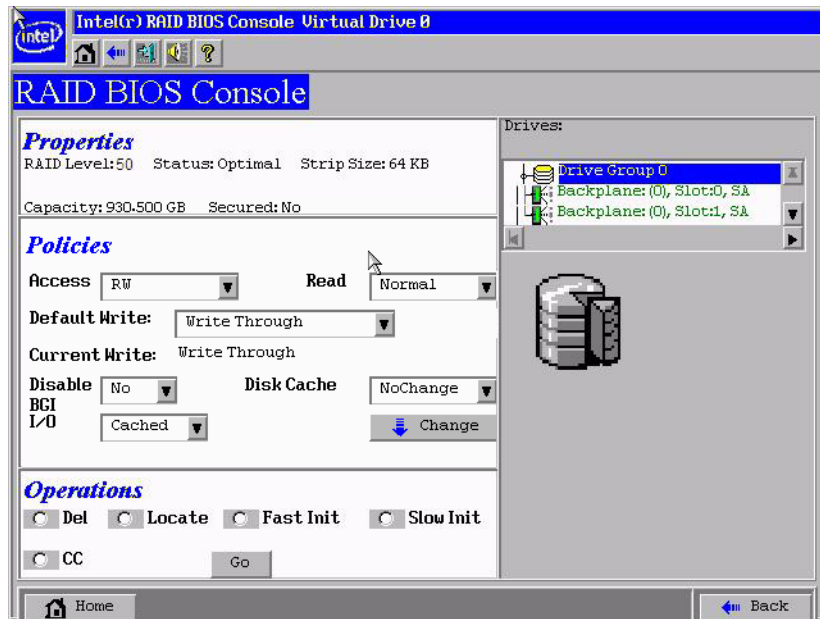 Intel(r) RAID BIOS Console Virtual Drive 0
intel
?
RAID BIOS Console
Properties
RAID Level:50 Status: Optimal Strip Size: 64 KB
Capacity: 930.500 GB Secured: No
Policies
Access RW Read Normal
Default Write: Write Through
Current Write: Write Through
Disable BGI No Disk Cache NoChange
I/O Cached Change
Operations
Del Locate Fast Init Slow Init
CC Go
Drives:
Drive Group 0
Backplane: (0), Slot:0, SA
Backplane: (0), Slot:1, SA
Home Back